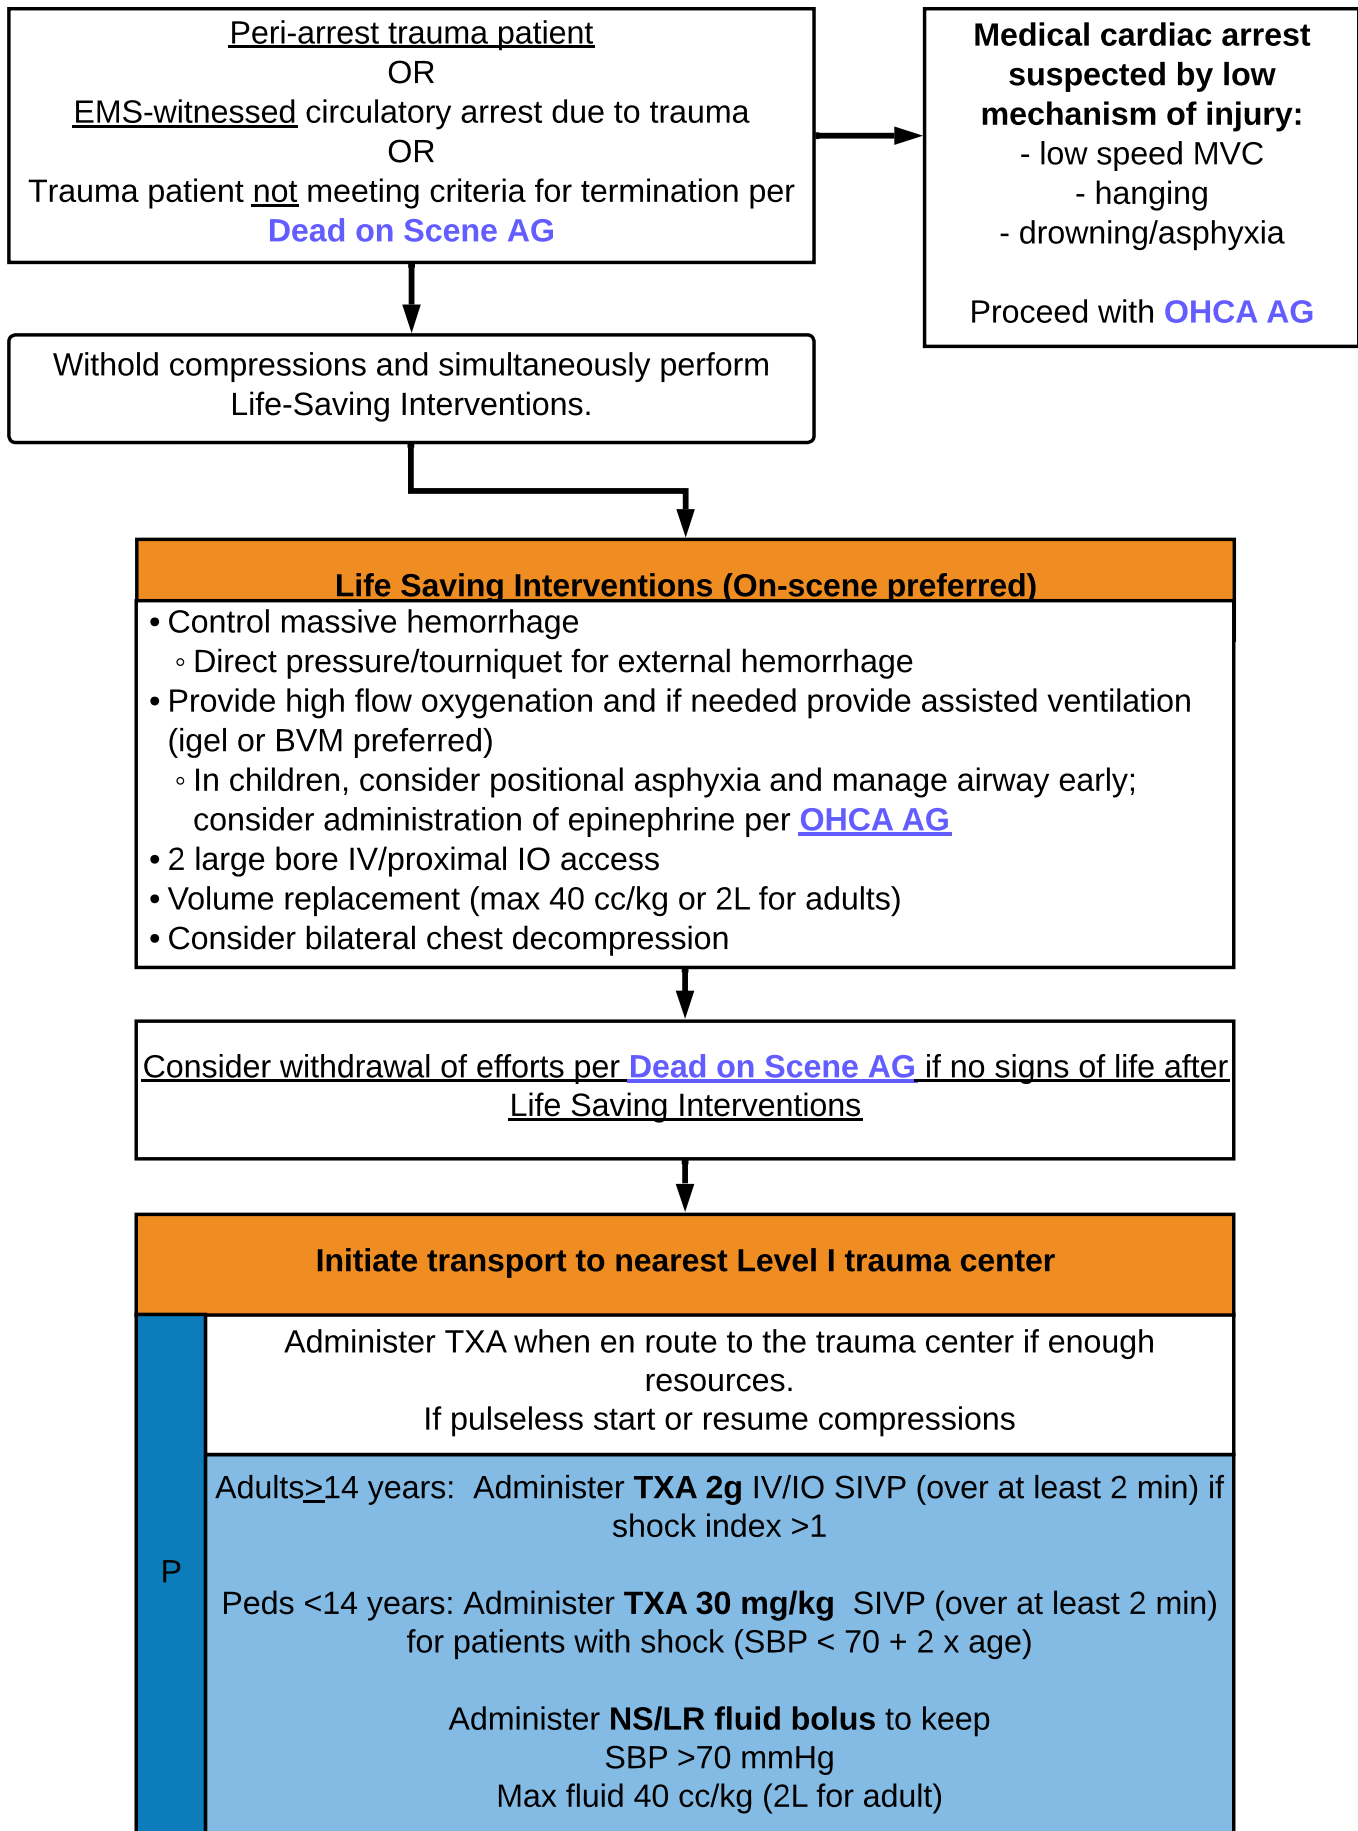 Peri-arrest trauma patient
OR
EMS-witnessed circulatory arrest due to trauma
OR
Trauma patient not meeting criteria for termination per
Dead on Scene AG
Medical cardiac arrest
suspected by low
mechanism of injury:
- low speed MVC
- hanging
- drowning/asphyxia
Proceed with OHCA AG
Withold compressions and simultaneously perform
Life-Saving Interventions.
Life Saving Interventions (On-scene preferred)
• Control massive hemorrhage
◦ Direct pressure/tourniquet for external hemorrhage
• Provide high flow oxygenation and if needed provide assisted ventilation
(igel or BVM preferred)
◦ In children, consider positional asphyxia and manage airway early;
consider administration of epinephrine per OHCA AG
• 2 large bore IV/proximal IO access
• Volume replacement (max 40 cc/kg or 2L for adults)
• Consider bilateral chest decompression
Consider withdrawal of efforts per Dead on Scene AG if no signs of life after
Life Saving Interventions
Initiate transport to nearest Level I trauma center
Administer TXA when en route to the trauma center if enough
resources.
If pulseless start or resume compressions
P
Adults>14 years:  Administer TXA 2g IV/IO SIVP (over at least 2 min) if
shock index >1
Peds <14 years: Administer TXA 30 mg/kg  SIVP (over at least 2 min)
for patients with shock (SBP < 70 + 2 x age)
Administer NS/LR fluid bolus to keep
SBP >70 mmHg
Max fluid 40 cc/kg (2L for adult)